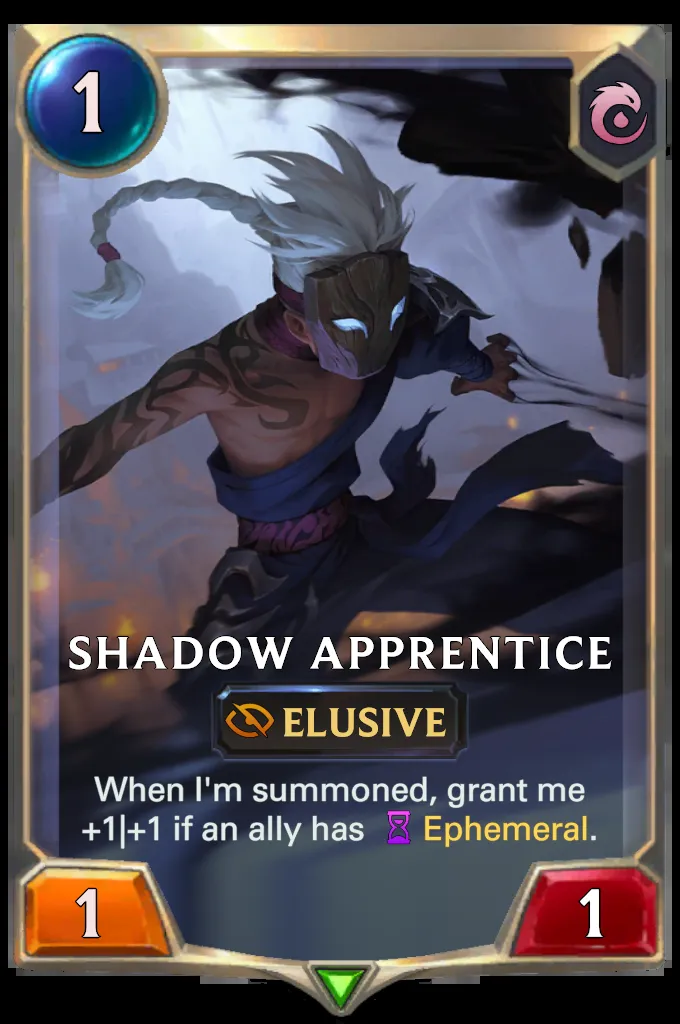 1
SHADOW APPRENTICE
ELUSIVE
When I'm summoned, grant me
+1|+1 if an ally has Ephemeral.
1 1